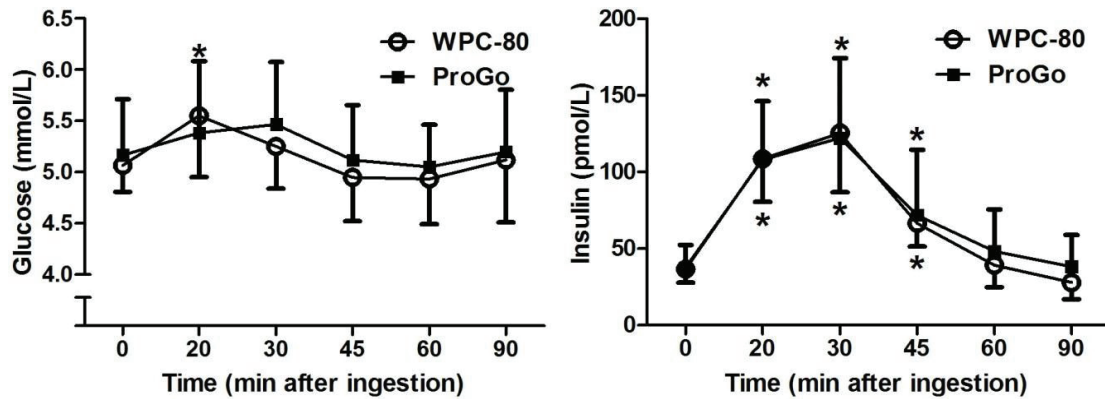 6.5
6.0
5.5
5.0
4.5
4.0
Glucose (mmol/L)
WPC-80
ProGo
*
0 20 30 45 60 90
Time (min after ingestion)
200
150
100
50
0
Insulin (pmol/L)
WPC-80
ProGo
* * *
* * *
0 20 30 45 60 90
Time (min after ingestion)